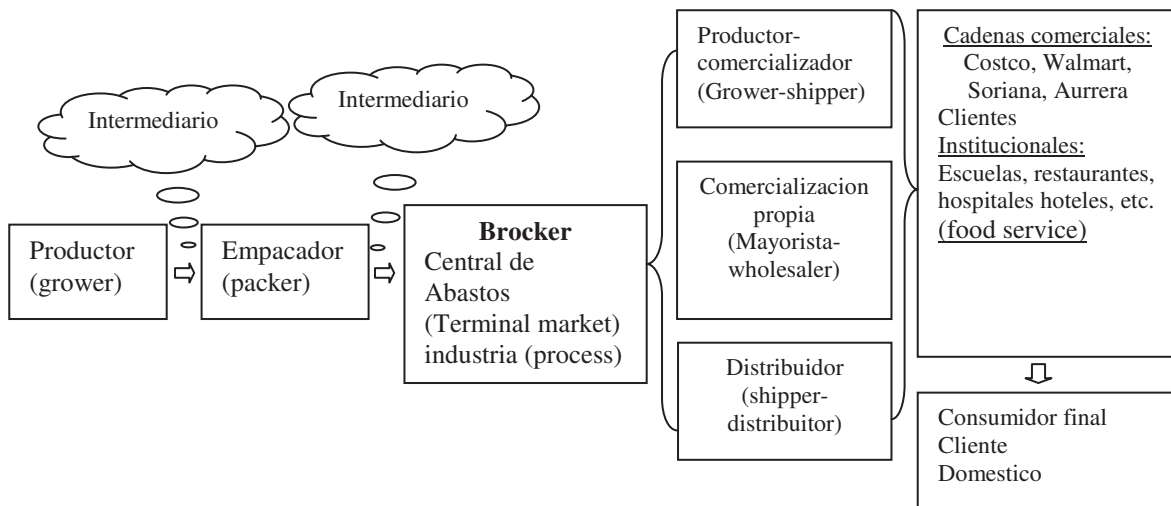 Intermediario
Intermediario
Productor
(grower)
Empacador
(packer)
Brocker
Central de
Abastos
(Terminal market)
industria (process)
Productor-
comercializador
(Grower-shipper)
Comercializacion
propia
(Mayorista-
wholesaler)
Distribuidor
(shipper-
distribuitor)
Cadenas comerciales:
Costco, Walmart,
Soriana, Aurrera
Clientes
Institucionales:
Escuelas, restaurantes,
hospitales hoteles, etc.
(food service)
Consumidor final
Cliente
Domestico